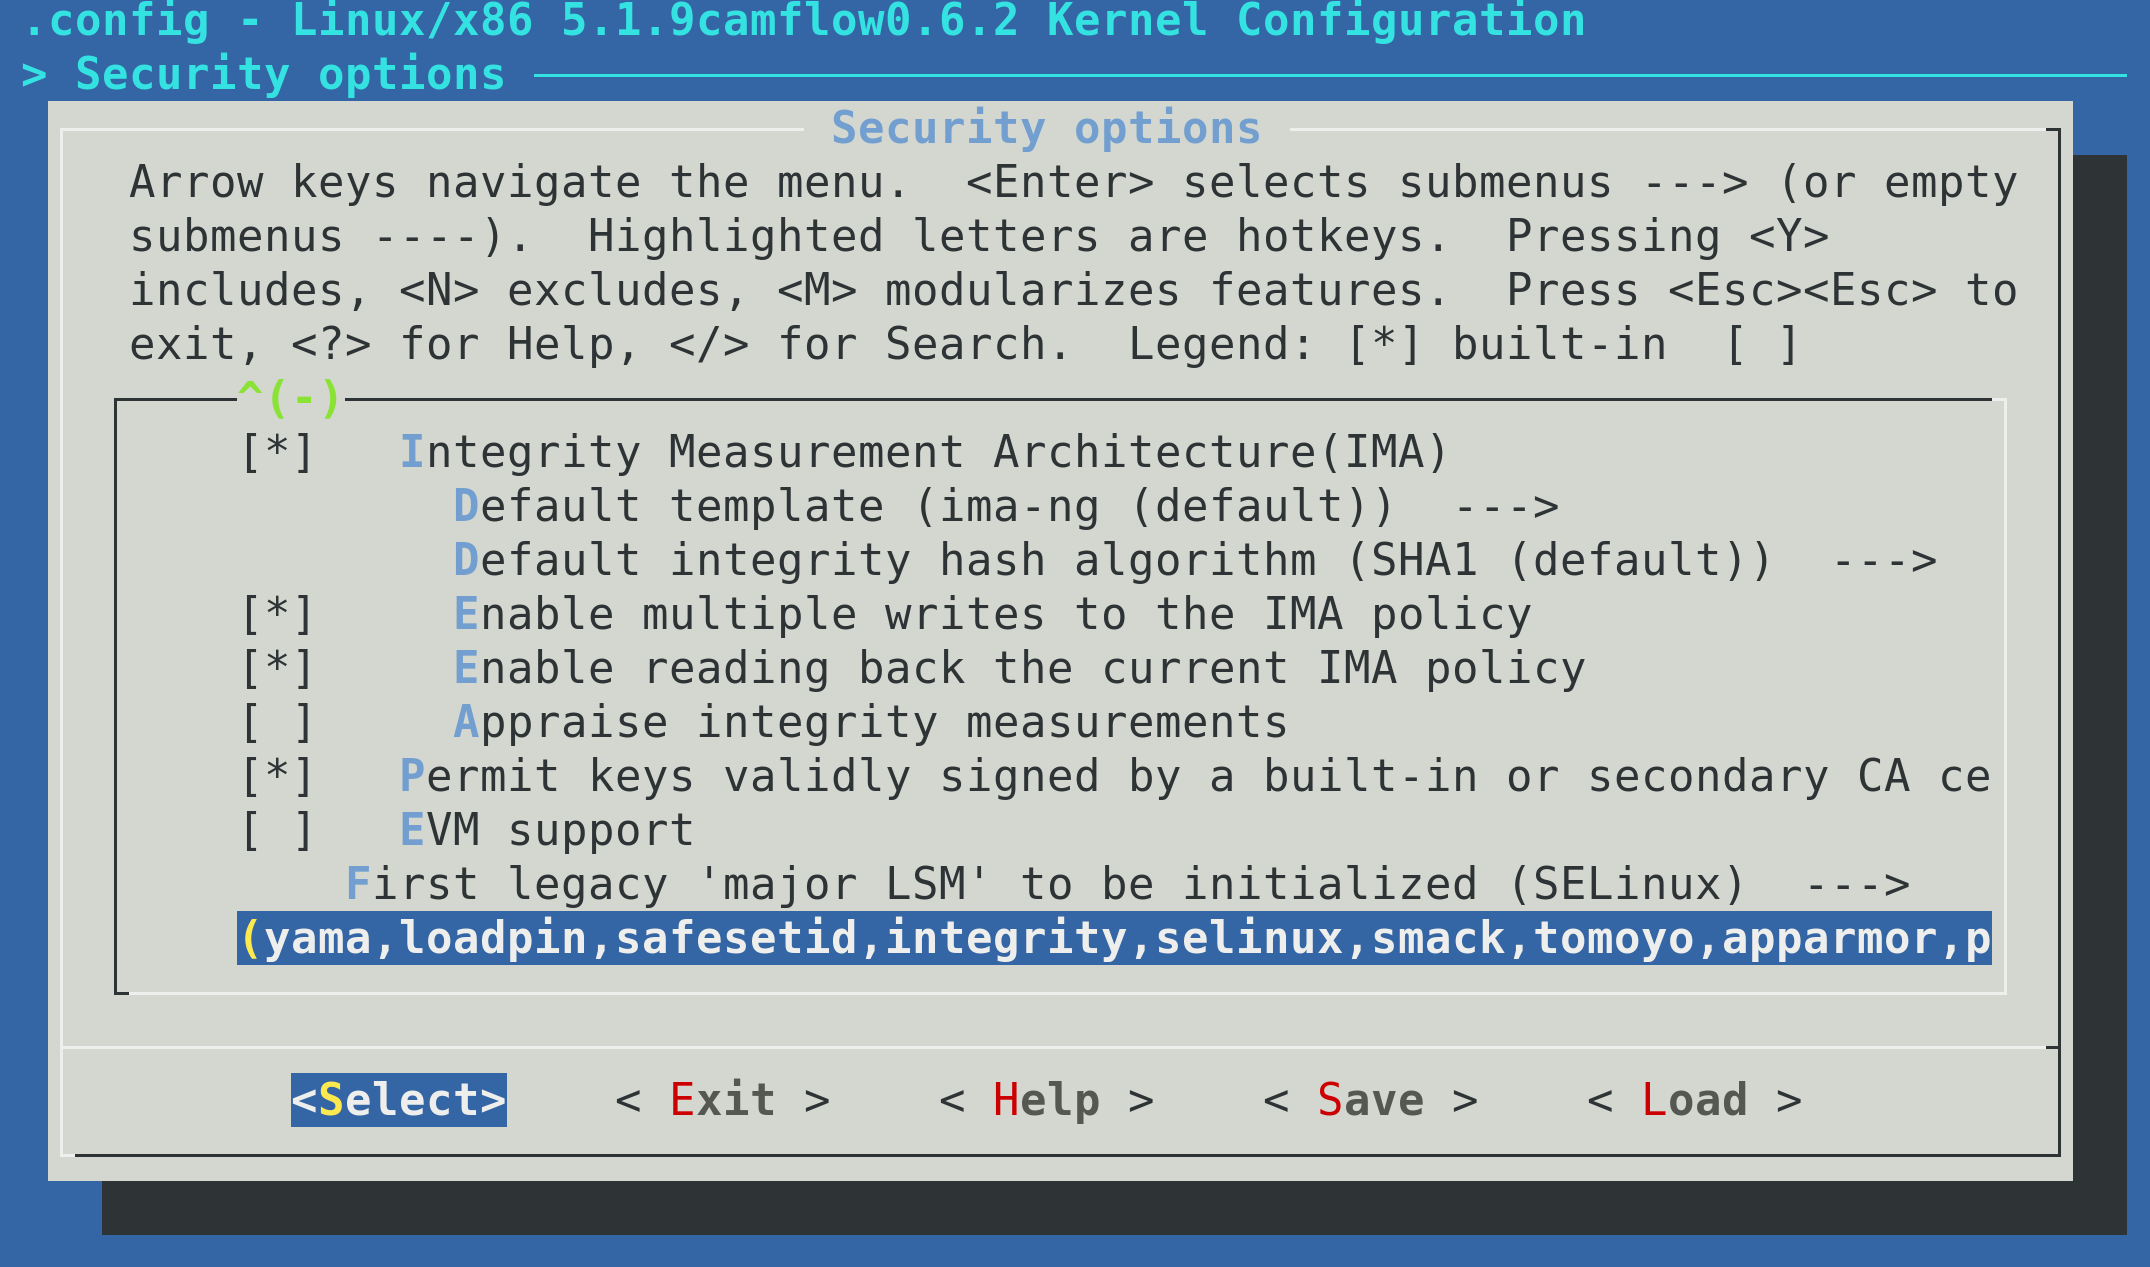 .config - Linux/x86 5.1.9camflow0.6.2 Kernel Configuration
> Security options
Security options
Arrow keys navigate the menu.  <Enter> selects submenus ---> (or empty
submenus ----).  Highlighted letters are hotkeys.  Pressing <Y>
includes, <N> excludes, <M> modularizes features.  Press <Esc><Esc> to
exit, <?> for Help, </> for Search.  Legend: [*] built-in  [ ]
^(-)
[*]   Integrity Measurement Architecture(IMA)
Default template (ima-ng (default))  --->
Default integrity hash algorithm (SHA1 (default))  --->
[*]     Enable multiple writes to the IMA policy
[*]     Enable reading back the current IMA policy
[ ]     Appraise integrity measurements
[*]   Permit keys validly signed by a built-in or secondary CA ce
[ ]   EVM support
First legacy 'major LSM' to be initialized (SELinux)  --->
(yama,loadpin,safesetid,integrity,selinux,smack,tomoyo,apparmor,p
<Select>    < Exit >    < Help >    < Save >    < Load >